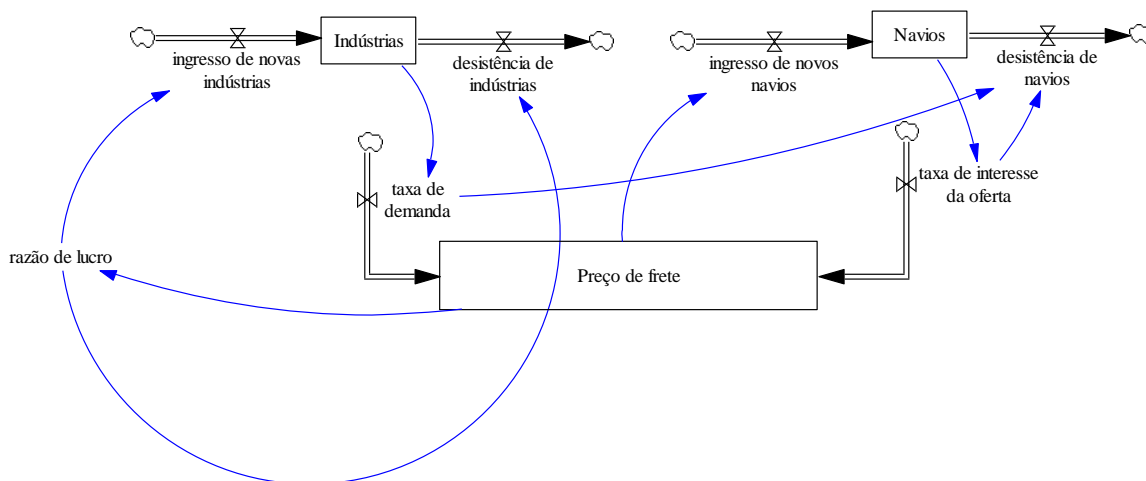 Indústrias
Navios
ingresso de novas
indústrias
desistência de
indústrias
ingresso de novos
navios
desistência de
navios
taxa de
demanda
taxa de interesse
da oferta
razão de lucro
Preço de frete